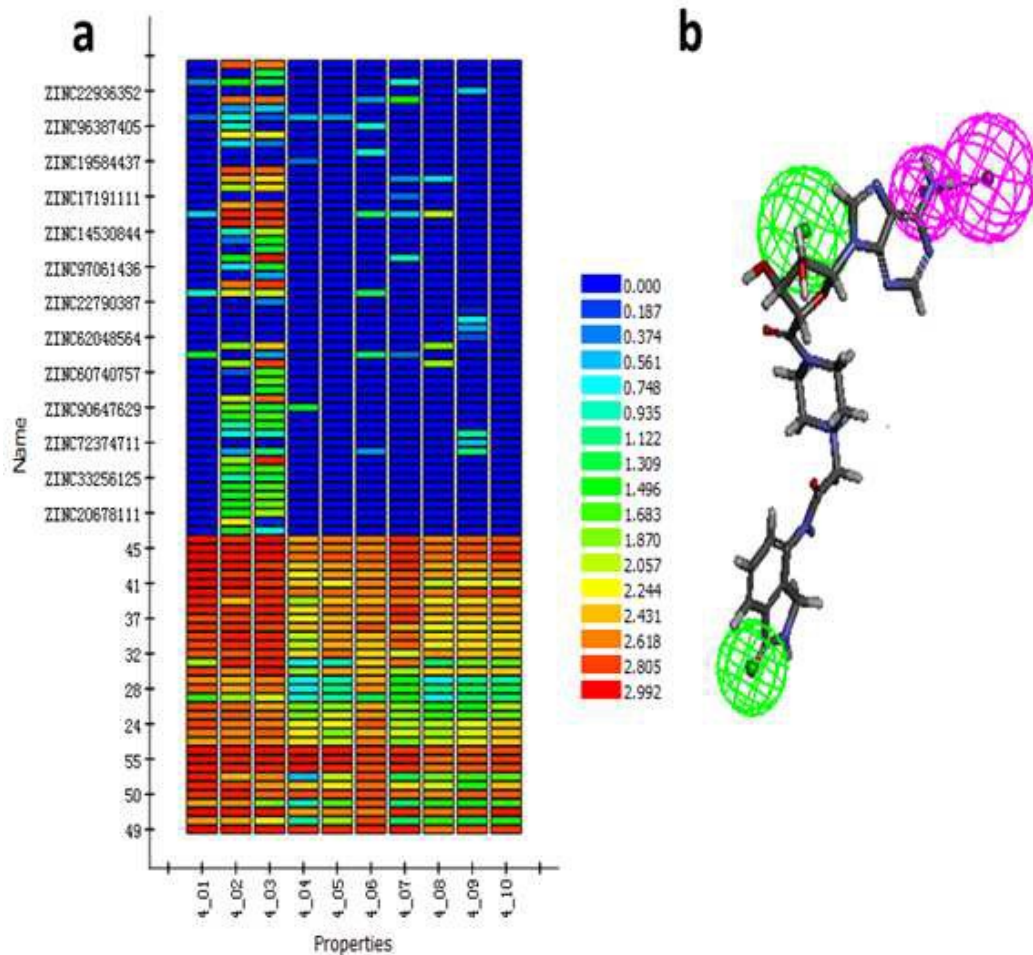 a
b
ZINC22936352
ZINC96387405
ZINC19584437
ZINC17191111
ZINC14530844
ZINC97061436
ZINC22790387
ZINC62048564
ZINC60740757
ZINC90647629
ZINC72374711
ZINC33256125
ZINC20678111
45
41
37
32
28
24
55
50
49
Name
4_01
4_02
4_03
4_04
4_05
4_06
4_07
4_08
4_09
4_10
Properties
0.000
0.187
0.374
0.561
0.748
0.935
1.122
1.309
1.496
1.683
1.870
2.057
2.244
2.431
2.618
2.805
2.992